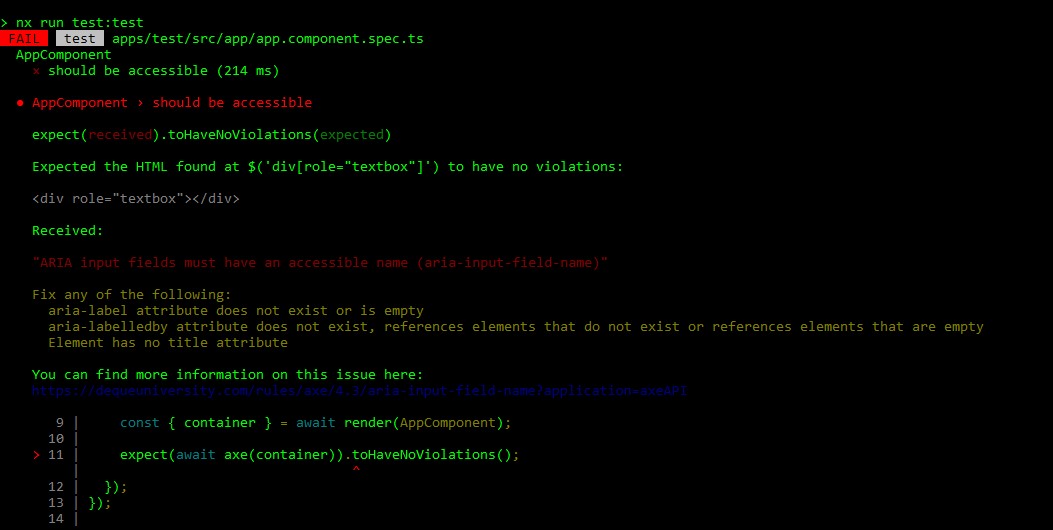 > nx run test:test
FAIL test apps/test/src/app/app.component.spec.ts
AppComponent
× should be accessible (214 ms)
● AppComponent › should be accessible
expect(received).toHaveNoViolations(expected)
Expected the HTML found at $('div[role="textbox"]') to have no violations:
<div role="textbox"></div>
Received:
"ARIA input fields must have an accessible name (aria-input-field-name)"
Fix any of the following:
aria-label attribute does not exist or is empty
aria-labelledby attribute does not exist, references elements that do not exist or references elements that are empty
Element has no title attribute
You can find more information on this issue here:
https://dequeuniversity.com/rules/axe/4.3/aria-input-field-name?application=axeAPI
9 | const { container } = await render(AppComponent);
10 |
> 11 | expect(await axe(container)).toHaveNoViolations();
| ^
12 | });
13 | });
14 |